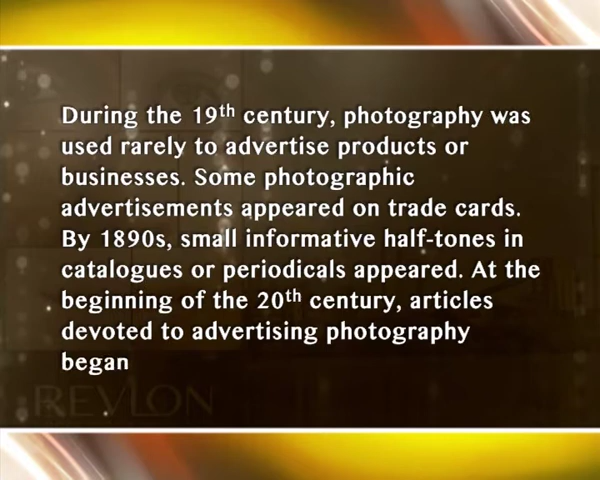 During the 19th century, photography was
used rarely to advertise products or
businesses. Some photographic
advertisements appeared on trade cards.
By 1890s, small informative half-tones in
catalogues or periodicals appeared. At the
beginning of the 20th century, articles
devoted to advertising photography
began
REVLON